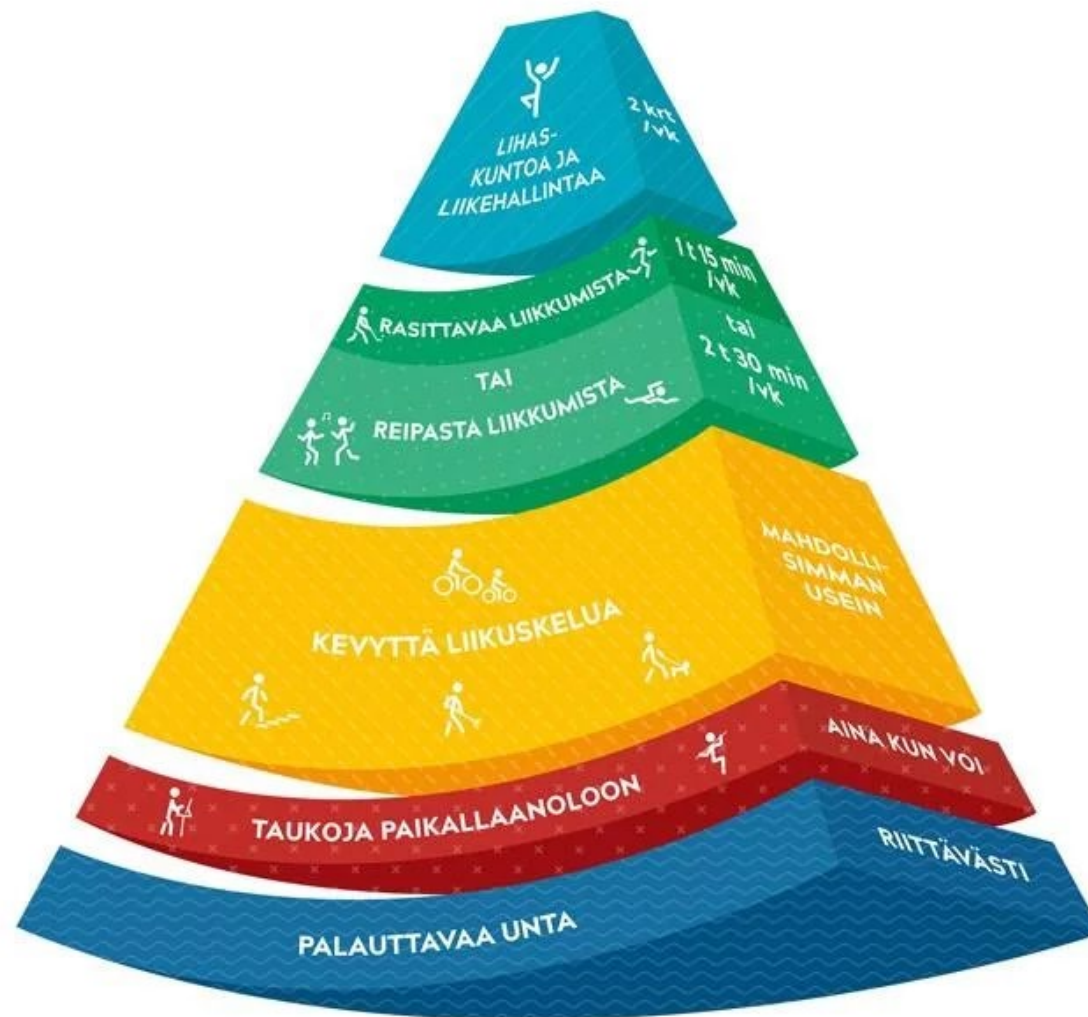 LIHAS-
KUNTOA JA
LIIKEHALLINTAA
2 krt
/vk
RASITTAVAA LIIKKUMISTA
1 t 15 min
/vk
TAI
REIPASTA LIIKKUMISTA
tai
2 t 30 min
/vk
KEVYTTÄ LIIKUSKELUA
MAHDOLLI-
SIMMAN
USEIN
TAUKOJA PAIKALLAANOLOON
AINA KUN VOI
PALAUTTAVAA UNTA
RIITTÄVÄSTI